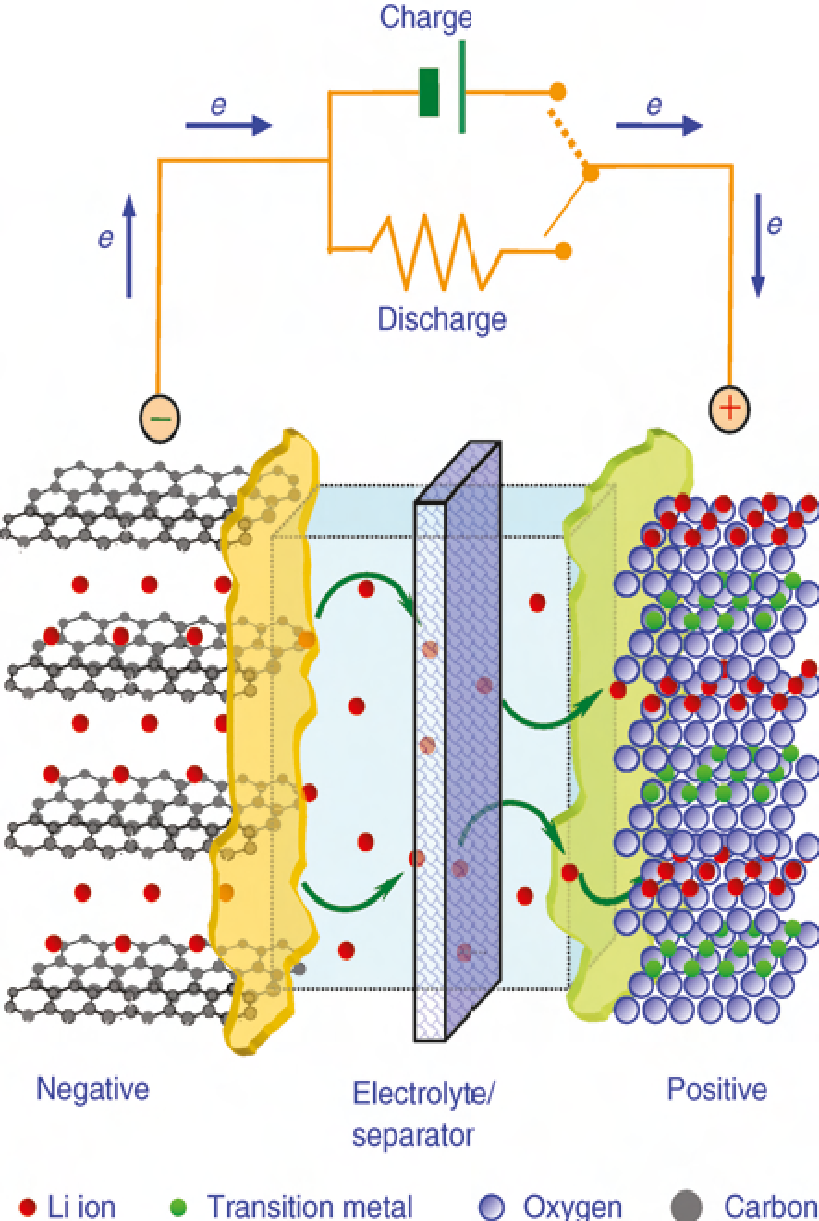 Charge
e
e
e
e
Discharge
−
+
Negative
Electrolyte/
separator
Positive
Li ion
Transition metal
Oxygen
Carbon